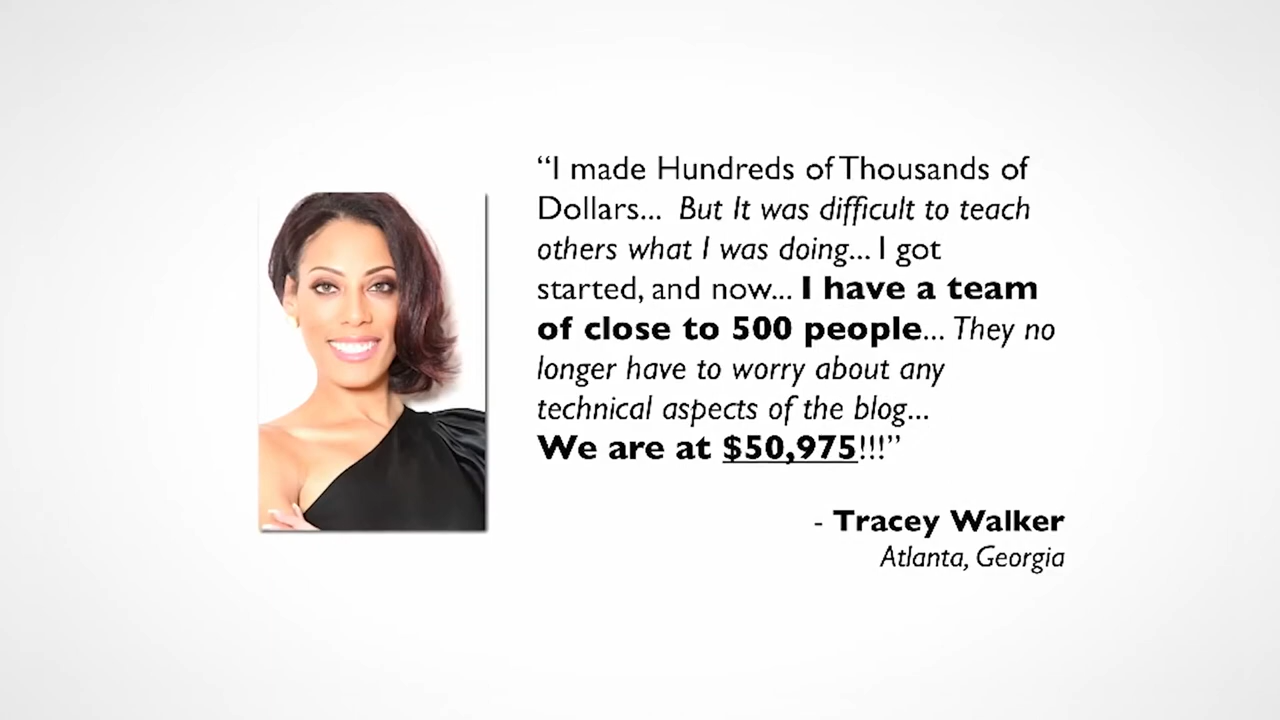 “I made Hundreds of Thousands of
Dollars... But It was difficult to teach
others what I was doing... I got
started, and now... I have a team
of close to 500 people... They no
longer have to worry about any
technical aspects of the blog...
We are at $50,975!!!”
- Tracey Walker
Atlanta, Georgia